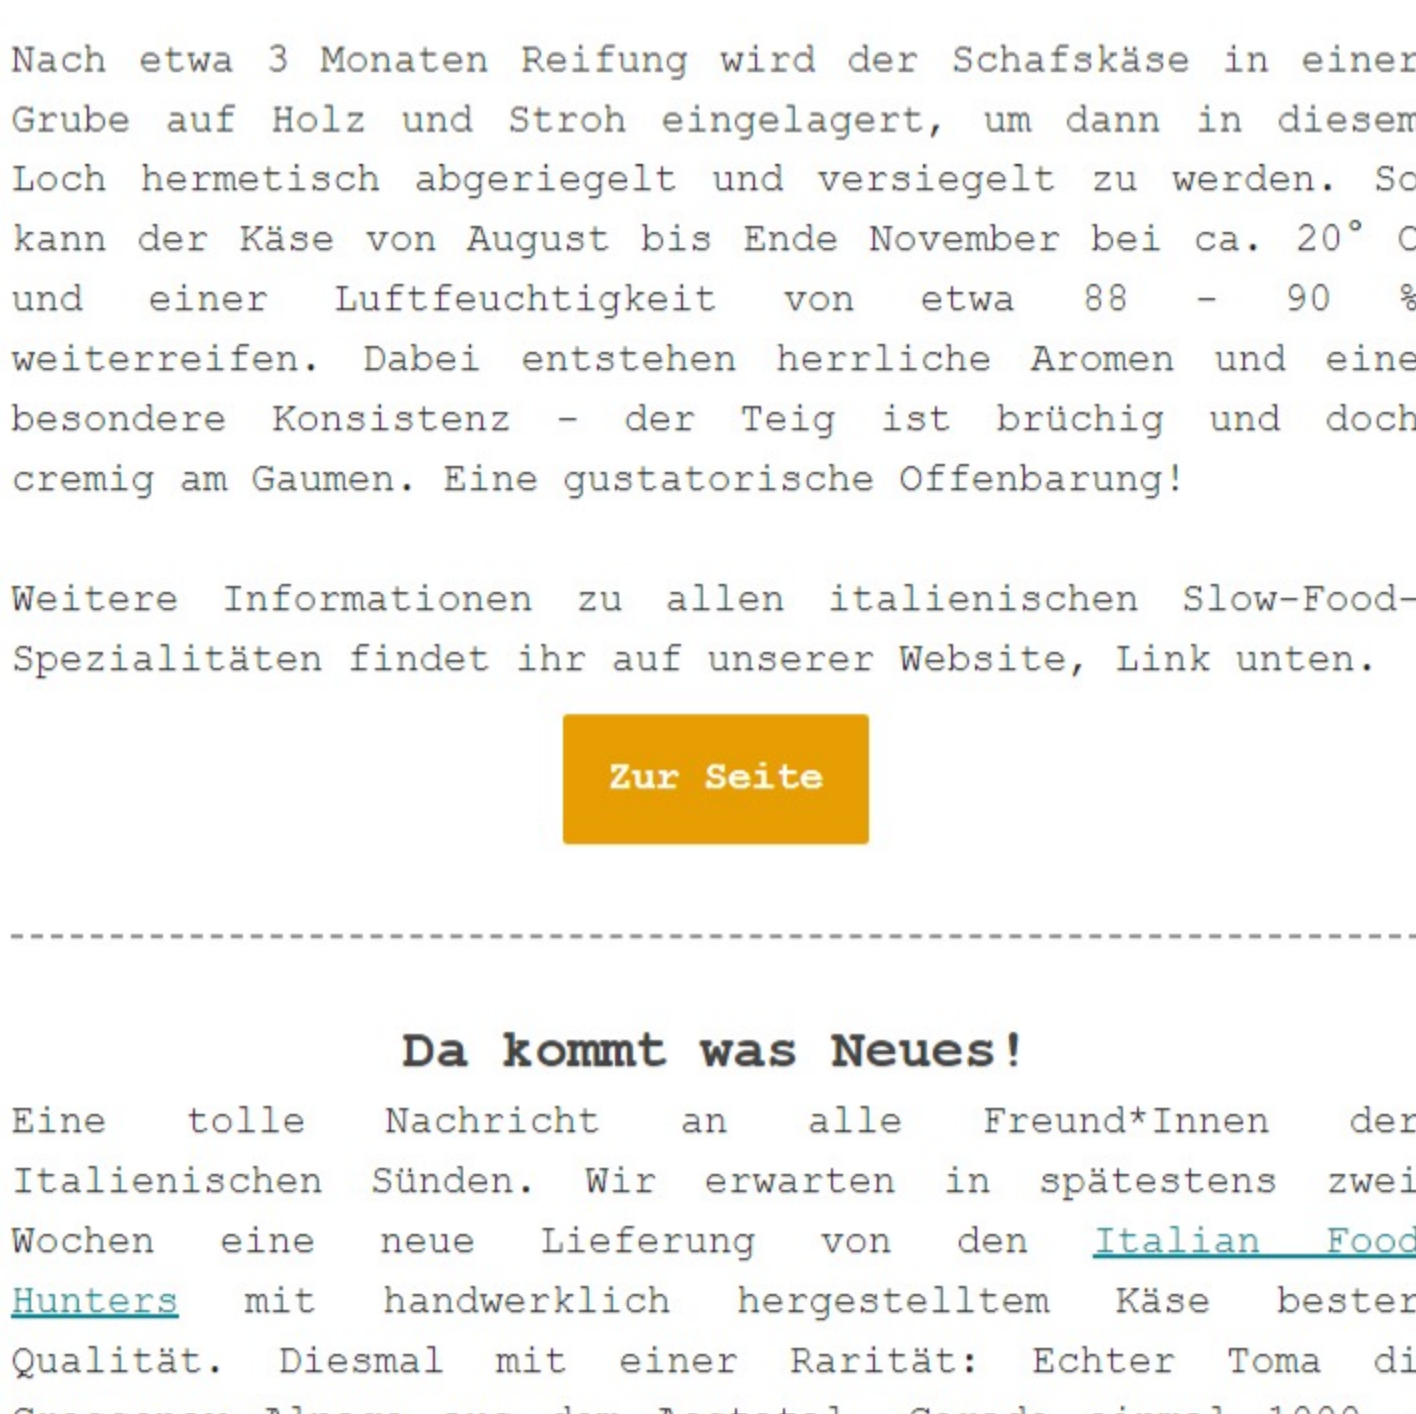 Nach etwa 3 Monaten Reifung wird der Schafskäse in einer
Grube auf Holz und Stroh eingelagert, um dann in diesem
Loch hermetisch abgeriegelt und versiegelt zu werden. So
kann der Käse von August bis Ende November bei ca. 20° C
und einer Luftfeuchtigkeit von etwa 88 - 90 %
weiterreifen. Dabei entstehen herrliche Aromen und eine
besondere Konsistenz - der Teig ist brüchig und doch
cremig am Gaumen. Eine gustatorische Offenbarung!
Weitere Informationen zu allen italienischen Slow-Food-
Spezialitäten findet ihr auf unserer Website, Link unten.
Zur Seite
Da kommt was Neues!
Eine tolle Nachricht an alle Freund*Innen der
Italienischen Sünden. Wir erwarten in spätestens zwei
Wochen eine neue Lieferung von den Italian Food
Hunters mit handwerklich hergestelltem Käse bester
Qualität. Diesmal mit einer Rarität: Echter Toma di